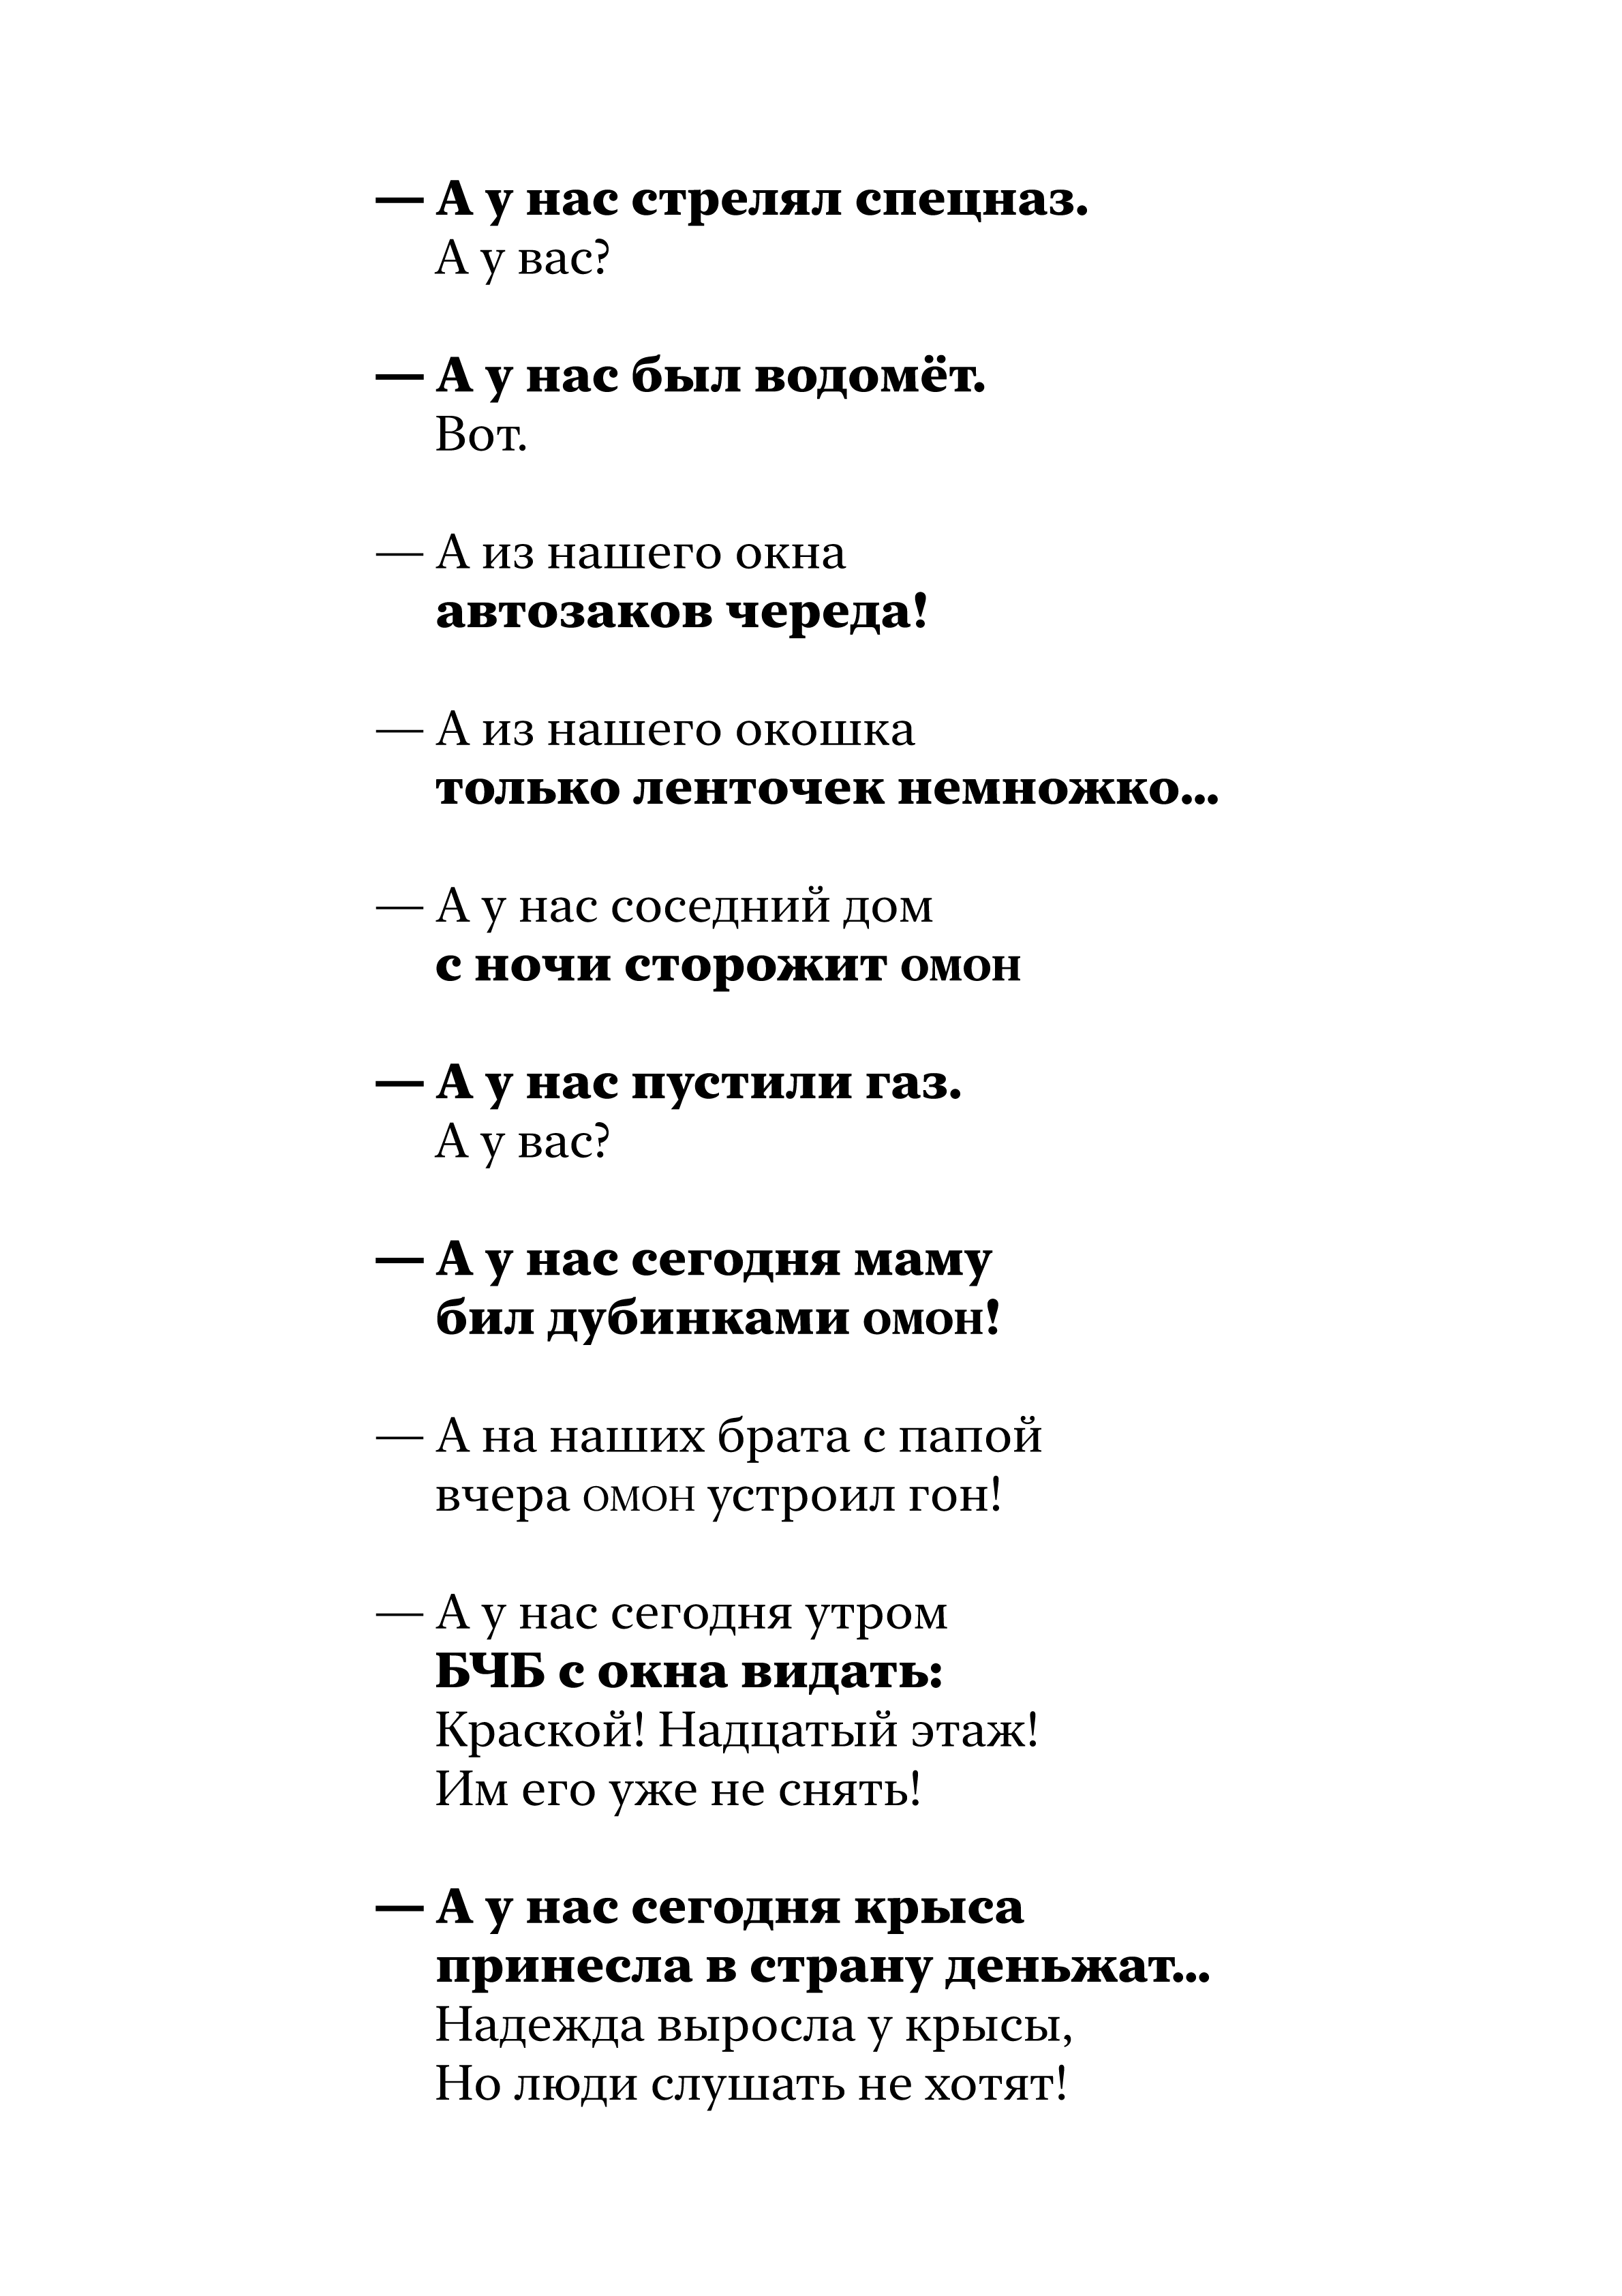 — А у нас стрелял спецназ.
А у вас?
— А у нас был водомёт.
Вот.
— А из нашего окна
автозаков череда!
— А из нашего окошка
только ленточек немножко...
— А у нас соседний дом
с ночи сторожит ОМОН
— А у нас пустили газ.
А у вас?
— А у нас сегодня маму
бил дубинками ОМОН!
— А на наших брата с папой
вчера ОМОН устроил гон!
— А у нас сегодня утром
БЧБ с окна видать:
Краской! Надцатый этаж!
Им его уже не снять!
— А у нас сегодня крыса
принесла в страну деньжат...
Надежда выросла у крысы,
Но люди слушать не хотят!